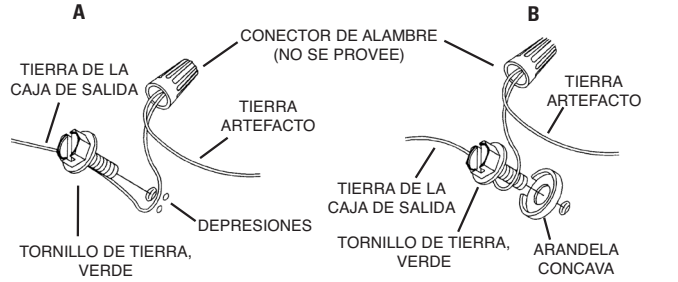 A
B
CONECTOR DE ALAMBRE
(NO SE PROVEE)
TIERRA DE LA
CAJA DE SALIDA
TIERRA
ARTEFACTO
DEPRESIONES
TORNILLO DE TIERRA,
VERDE
TIERRA
ARTEFACTO
TIERRA DE LA
CAJA DE SALIDA
TORNILLO DE TIERRA,
VERDE
ARANDELA
CONCAVA